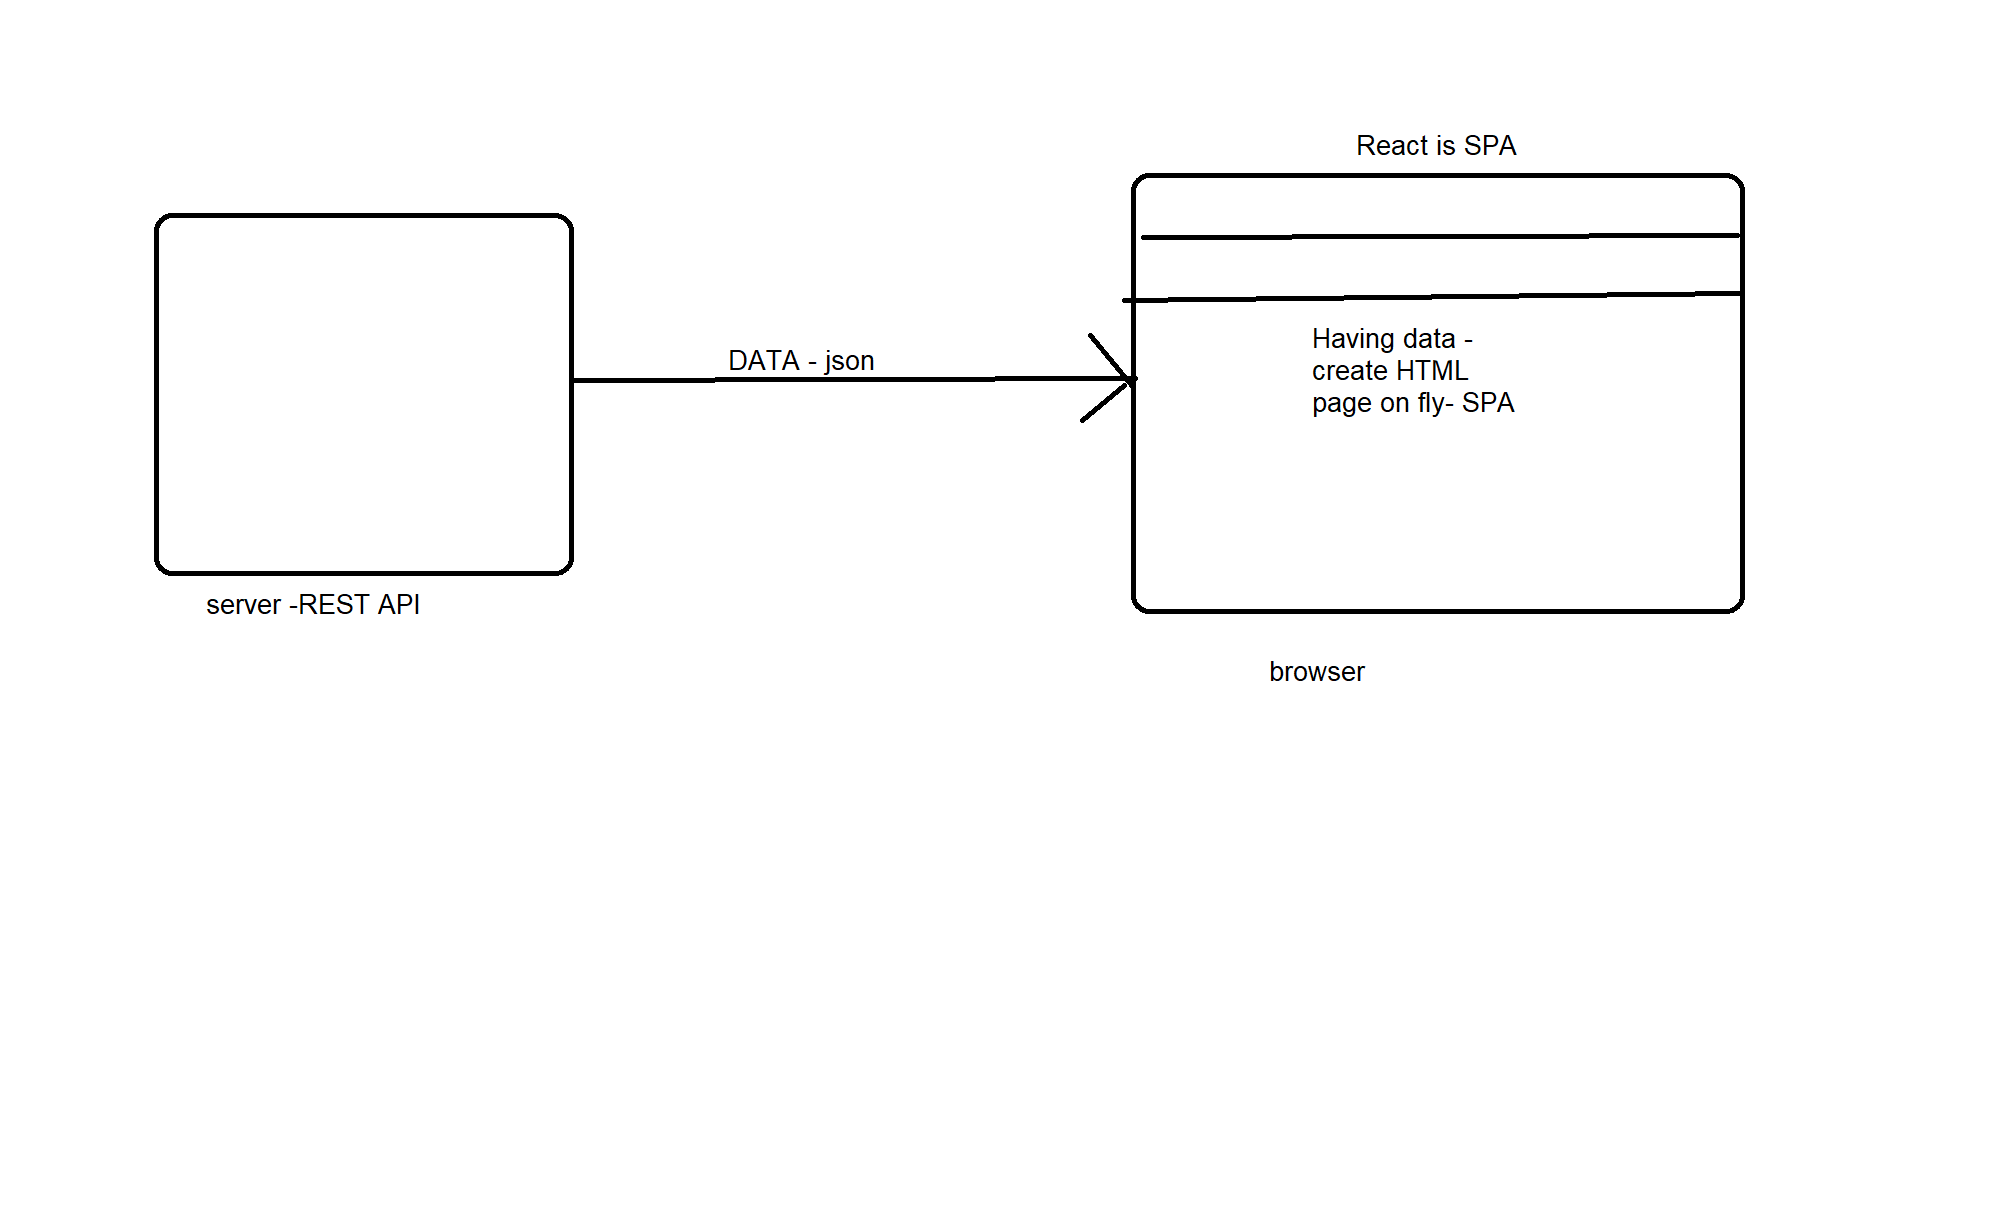 React is SPA
DATA - json
Having data -
create HTML
page on fly- SPA
server -REST API
browser